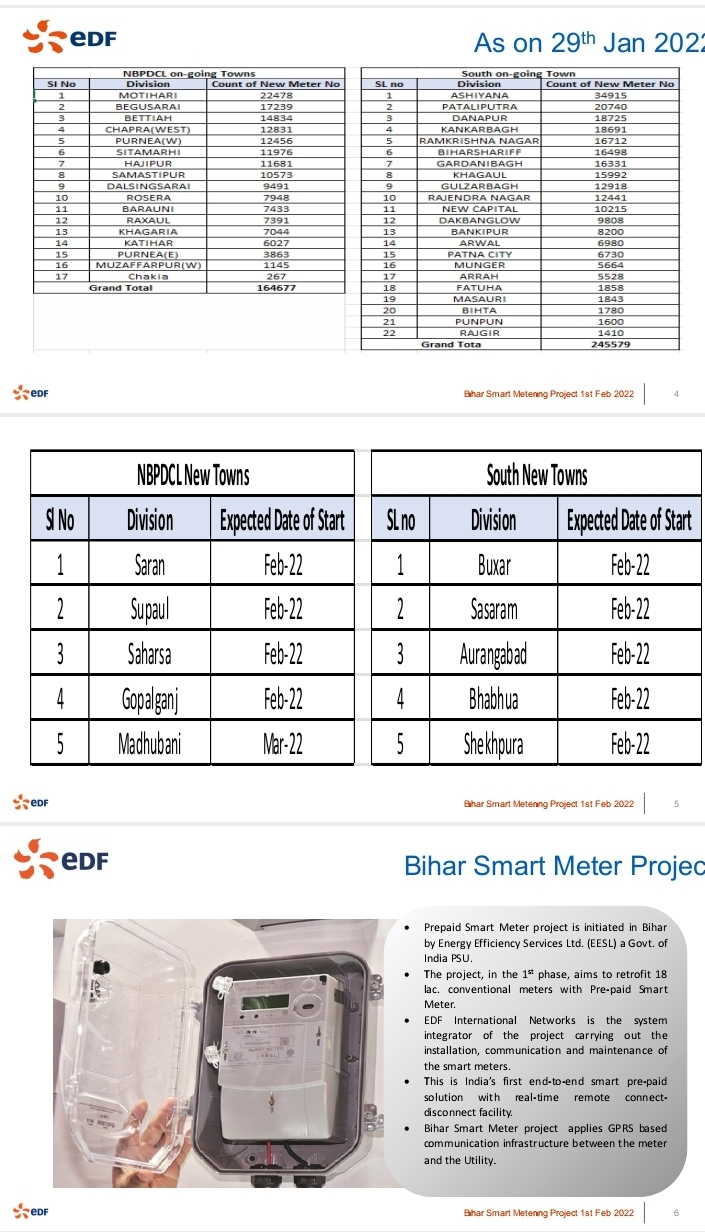 eDF
As on 29th Jan 2022
NBPDCL on-going Towns
Sl No Division Count of New Meter No
1 MOTIHARI 22478
2 BEGUSARAI 17239
3 BETTIAH 14834
4 CHAPRA(WEST) 12831
5 PURNEA(W) 12456
6 SITAMARHI 11976
7 HAJIPUR 11681
8 SAMASTIPUR 10573
9 DALSINGSARAI 9491
10 ROSERA 7948
11 BARAUNI 7433
12 RAXAUL 7391
13 KHAGARIA 7044
14 KATIHAR 6027
15 PURNEA(E) 3863
16 MUZAFFARPUR(W) 1145
17 Chakia 267
Grand Total 164677
South on-going Town
SL no Division Count of New Meter No
1 ASHIYANA 34915
2 PATALIPUTRA 20740
3 DANAPUR 18725
4 KANKARBAGH 18691
5 RAMKRISHNA NAGAR 16712
6 BIHARSHARIFF 16498
7 GARDANIBAGH 16331
8 KHAGAUL 15992
9 GULZARBAGH 12918
10 RAJENDRA NAGAR 12441
11 NEW CAPITAL 10215
12 DAKBANGLOW 9808
13 BANKIPUR 8200
14 ARWAL 6980
15 PATNA CITY 6730
16 MUNGER 5664
17 ARRAH 5528
18 FATUHA 1858
19 MASAURI 1843
20 BIHTA 1780
21 PUNPUN 1600
22 RAJGIR 1410
Grand Tota 245579
eDF
Bihar Smart Metering Project 1st Feb 2022 4
NBPDCL New Towns
Sl No Division Expected Date of Start
1 Saran Feb-22
2 Supaul Feb-22
3 Saharsa Feb-22
4 Gopalganj Feb-22
5 Madhubani Mar-22
South New Towns
SL no Division Expected Date of Start
1 Buxar Feb-22
2 Sasaram Feb-22
3 Aurangabad Feb-22
4 Bhabhua Feb-22
5 Shekhpura Feb-22
eDF
Bihar Smart Metering Project 1st Feb 2022 5
eDF
Bihar Smart Meter Projec
• Prepaid Smart Meter project is initiated in Bihar
by Energy Efficiency Services Ltd. (EESL) a Govt. of
India PSU.
• The project, in the 1st phase, aims to retrofit 18
lac. conventional meters with Pre-paid Smart
Meter.
• EDF International Networks is the system
integrator of the project carrying out the
installation, communication and maintenance of
the smart meters.
• This is India's first end-to-end smart pre-paid
solution with real-time remote connect-
disconnect facility.
• Bihar Smart Meter project applies GPRS based
communication infrastructure between the meter
and the Utility.
eDF
Bihar Smart Metering Project 1st Feb 2022 6